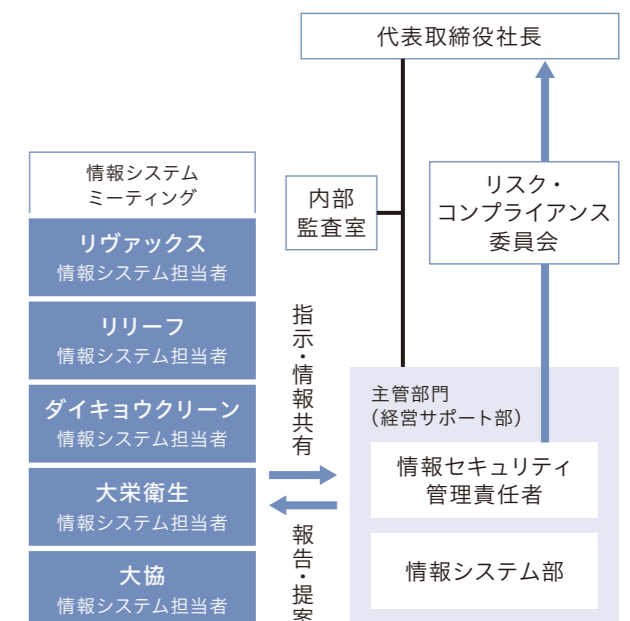 代表取締役社長
情報システム
ミーティング
リヴァックス
情報システム担当者
リリーフ
情報システム担当者
ダイキョウクリーン
情報システム担当者
大栄衛生
情報システム担当者
大協
情報システム担当者
内部
監査室
リスク・
コンプライアンス
委員会
指示・情報共有
報告・提案
主管部門
(経営サポート部)
情報セキュリティ
管理責任者
情報システム部